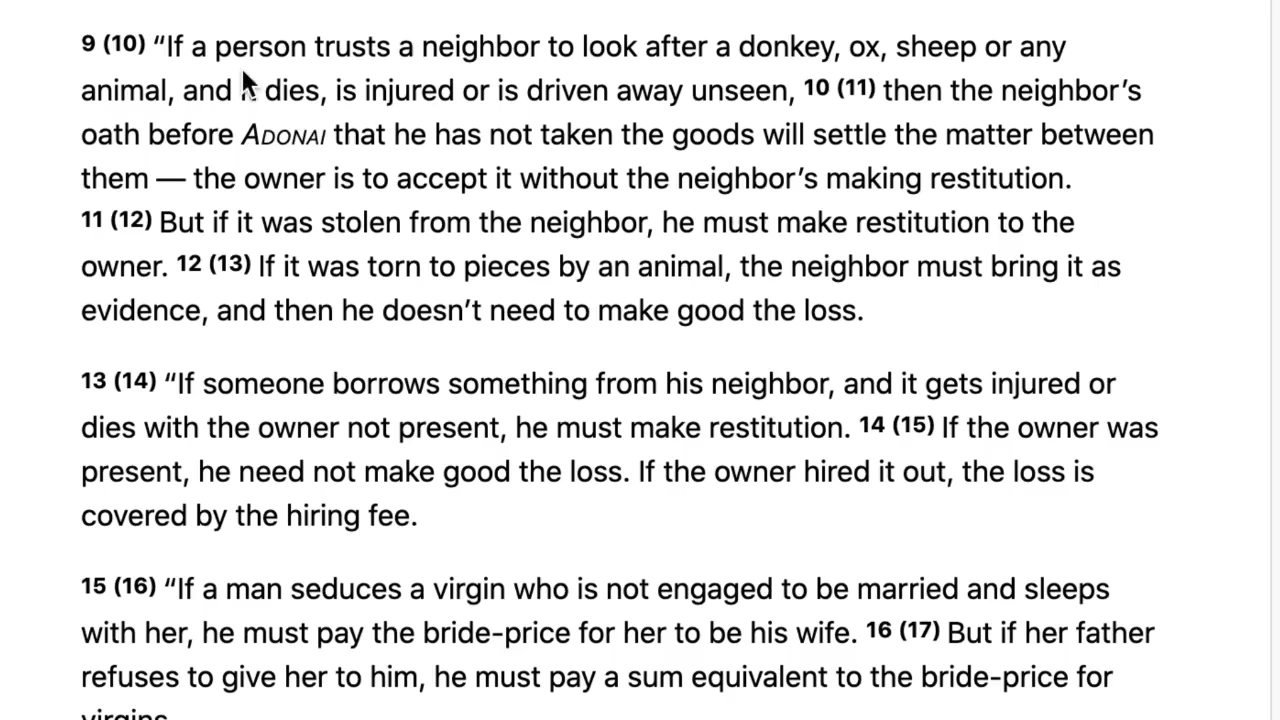 9 (10) “If a person trusts a neighbor to look after a donkey, ox, sheep or any
animal, and dies, is injured or is driven away unseen, 10 (11) then the neighbor’s
oath before ADONAI that he has not taken the goods will settle the matter between
them — the owner is to accept it without the neighbor’s making restitution.
11 (12) But if it was stolen from the neighbor, he must make restitution to the
owner. 12 (13) If it was torn to pieces by an animal, the neighbor must bring it as
evidence, and then he doesn’t need to make good the loss.
13 (14) “If someone borrows something from his neighbor, and it gets injured or
dies with the owner not present, he must make restitution. 14 (15) If the owner was
present, he need not make good the loss. If the owner hired it out, the loss is
covered by the hiring fee.
15 (16) “If a man seduces a virgin who is not engaged to be married and sleeps
with her, he must pay the bride-price for her to be his wife. 16 (17) But if her father
refuses to give her to him, he must pay a sum equivalent to the bride-price for